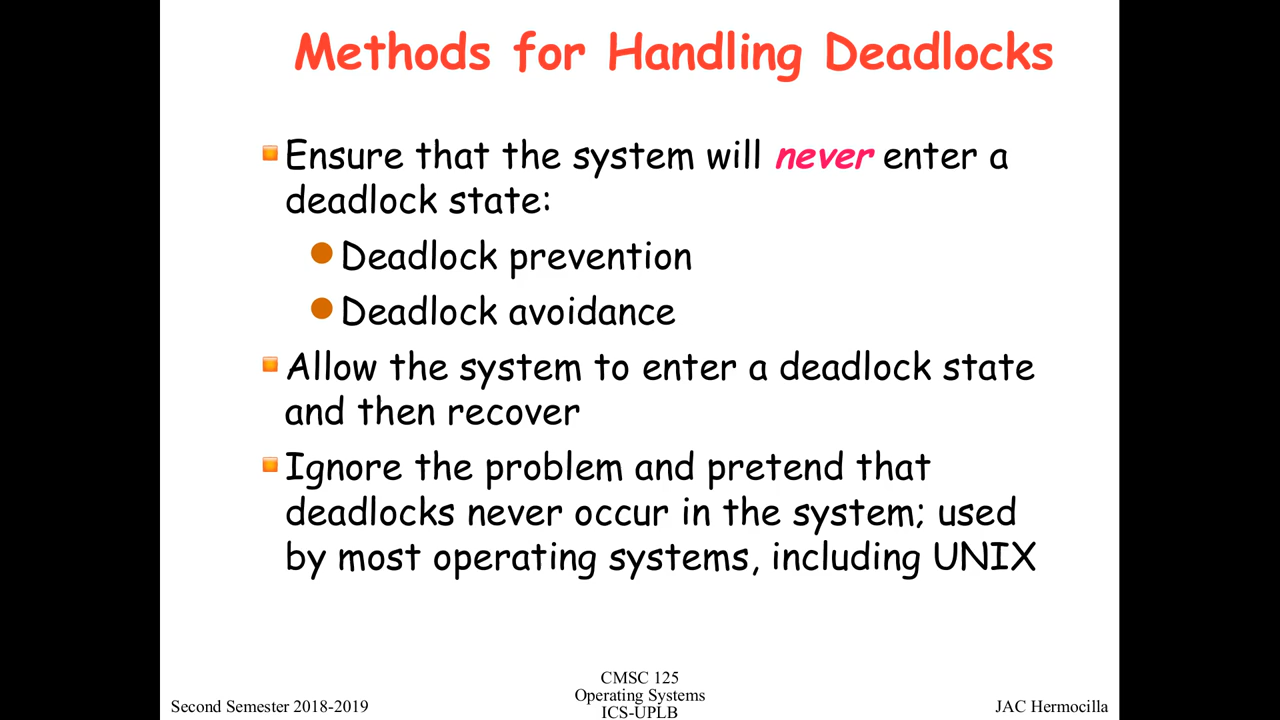 Methods for Handling Deadlocks
Ensure that the system will never enter a
deadlock state:
Deadlock prevention
Deadlock avoidance
Allow the system to enter a deadlock state
and then recover
Ignore the problem and pretend that
deadlocks never occur in the system; used
by most operating systems, including UNIX
Second Semester 2018-2019
CMSC 125
Operating Systems
ICS-UPLB
JAC Hermocilla